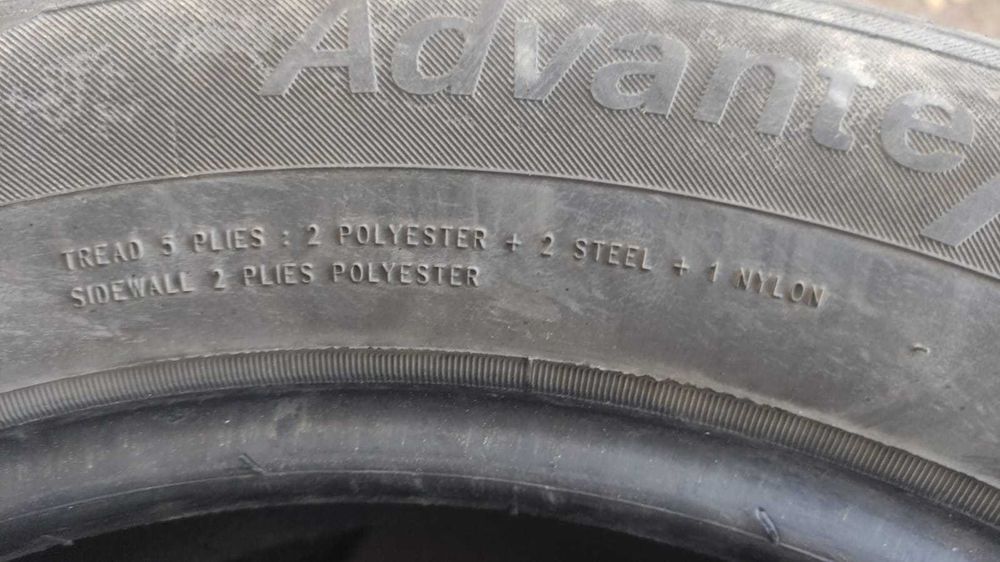 Advante
TREAD 5 PLIES : 2 POLYESTER + 2 STEEL + 1 NYLON
SIDEWALL 2 PLIES POLYESTER